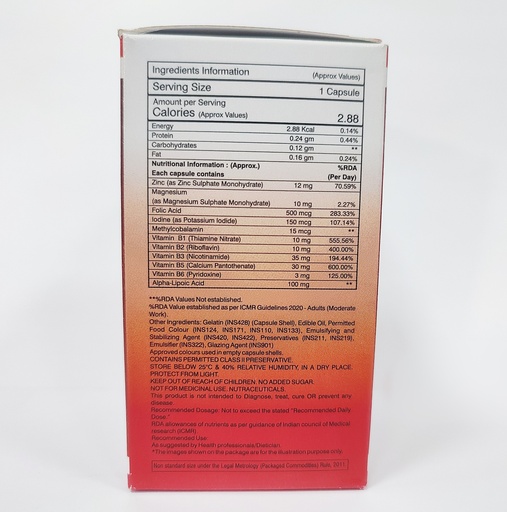 Ingredients Information (Approx Values)
Serving Size 1 Capsule
Amount per Serving
Calories (Approx Values) 2.88
Energy 2.88 Kcal 0.14%
Protein 0.24 gm 0.44%
Carbohydrates 0.12 gm **
Fat 0.16 gm 0.24%
Nutritional Information : (Approx.) %RDA
Each capsule contains (Per Day)
Zinc (as Zinc Sulphate Monohydrate) 12 mg 70.59%
Magnesium
(as Magnesium Sulphate Monohydrate) 10 mg 2.27%
Folic Acid 500 mcg 283.33%
Iodine (as Potassium Iodide) 150 mcg 107.14%
Methylcobalamin 15 mcg **
Vitamin B1 (Thiamine Nitrate) 10 mg 555.56%
Vitamin B2 (Riboflavin) 10 mg 400.00%
Vitamin B3 (Nicotinamide) 35 mg 194.44%
Vitamin B5 (Calcium Pantothenate) 30 mg 600.00%
Vitamin B6 (Pyridoxine) 3 mg 125.00%
Alpha-Lipoic Acid 100 mg **
**%RDA Values Not established.
%RDA Value established as per ICMR Guidelines 2020 - Adults (Moderate
Work).
Other Ingredients: Gelatin (INS428) (Capsule Shell), Edible Oil, Permitted
Food Colour (INS124, INS171, INS110, INS133), Emulsifying and
Stabilizing Agent (INS420, INS422), Preservatives (INS211, INS219),
Emulsifier (INS322), Glazing Agent (INS901)
Approved colours used in empty capsule shells.
CONTAINS PERMITTED CLASS II PRESERVATIVE.
STORE BELOW 25°C & 40% RELATIVE HUMIDITY, IN A DRY PLACE.
PROTECT FROM LIGHT.
KEEP OUT OF REACH OF CHILDREN. NO ADDED SUGAR.
NOT FOR MEDICINAL USE. NUTRACEUTICALS.
This product is not intended to Diagnose, treat, cure OR prevent any
disease.
Recommended Dosage: Not to exceed the stated "Recommended Daily
Dose."
RDA allowances of nutrients as per guidance of Indian council of Medical
research (ICMR).
Recommended Use:
As suggested by Health professionals/Dietician.
*The images shown on the package are for the illustration purpose only.
Non standard size under the Legal Metrology (Packaged Commodities) Rule, 2011